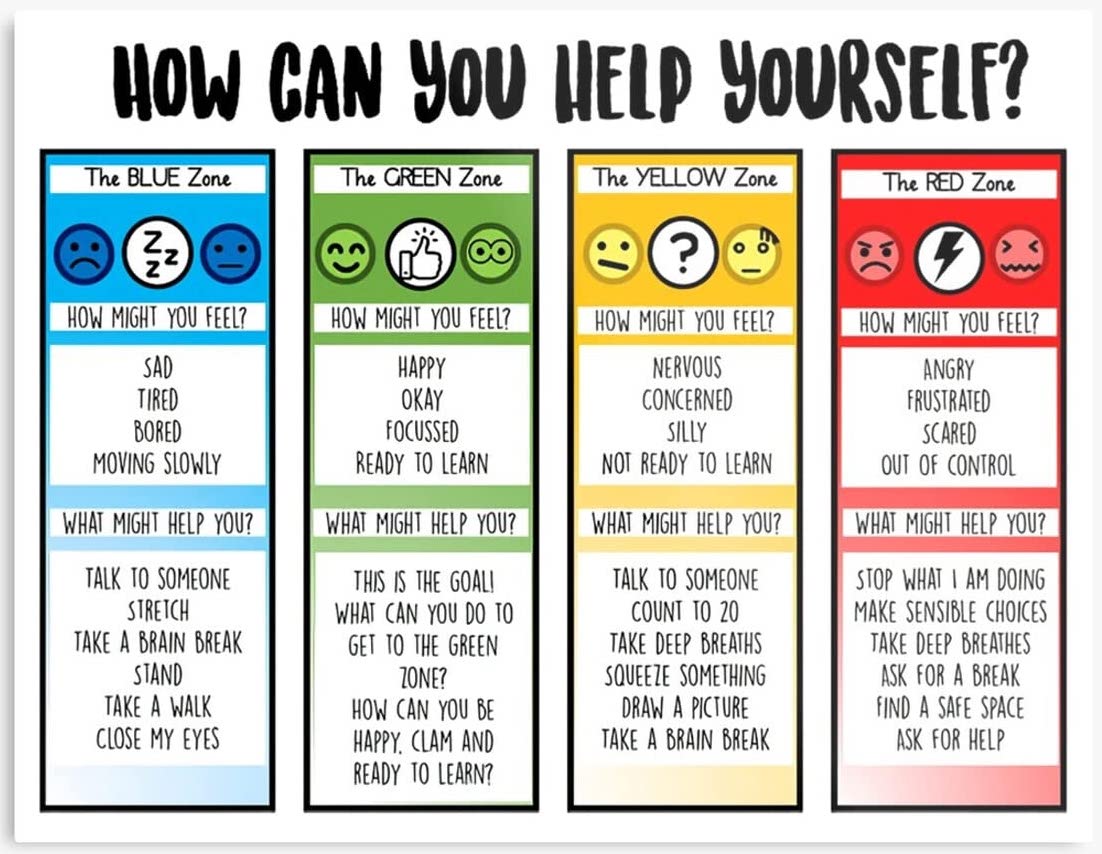 HOW CAN YOU HELP YOURSELF?
The BLUE Zone
Z Z Z
HOW MIGHT YOU FEEL?
SAD
TIRED
BORED
MOVING SLOWLY
WHAT MIGHT HELP YOU?
TALK TO SOMEONE
STRETCH
TAKE A BRAIN BREAK
STAND
TAKE A WALK
CLOSE MY EYES
The GREEN Zone
HOW MIGHT YOU FEEL?
HAPPY
OKAY
FOCUSSED
READY TO LEARN
WHAT MIGHT HELP YOU?
THIS IS THE GOAL!
WHAT CAN YOU DO TO
GET TO THE GREEN
ZONE?
HOW CAN YOU BE
HAPPY, CLAM AND
READY TO LEARN?
The YELLOW Zone
?
HOW MIGHT YOU FEEL?
NERVOUS
CONCERNED
SILLY
NOT READY TO LEARN
WHAT MIGHT HELP YOU?
TALK TO SOMEONE
COUNT TO 20
TAKE DEEP BREATHS
SQUEEZE SOMETHING
DRAW A PICTURE
TAKE A BRAIN BREAK
The RED Zone
HOW MIGHT YOU FEEL?
ANGRY
FRUSTRATED
SCARED
OUT OF CONTROL
WHAT MIGHT HELP YOU?
STOP WHAT I AM DOING
MAKE SENSIBLE CHOICES
TAKE DEEP BREATHES
ASK FOR A BREAK
FIND A SAFE SPACE
ASK FOR HELP